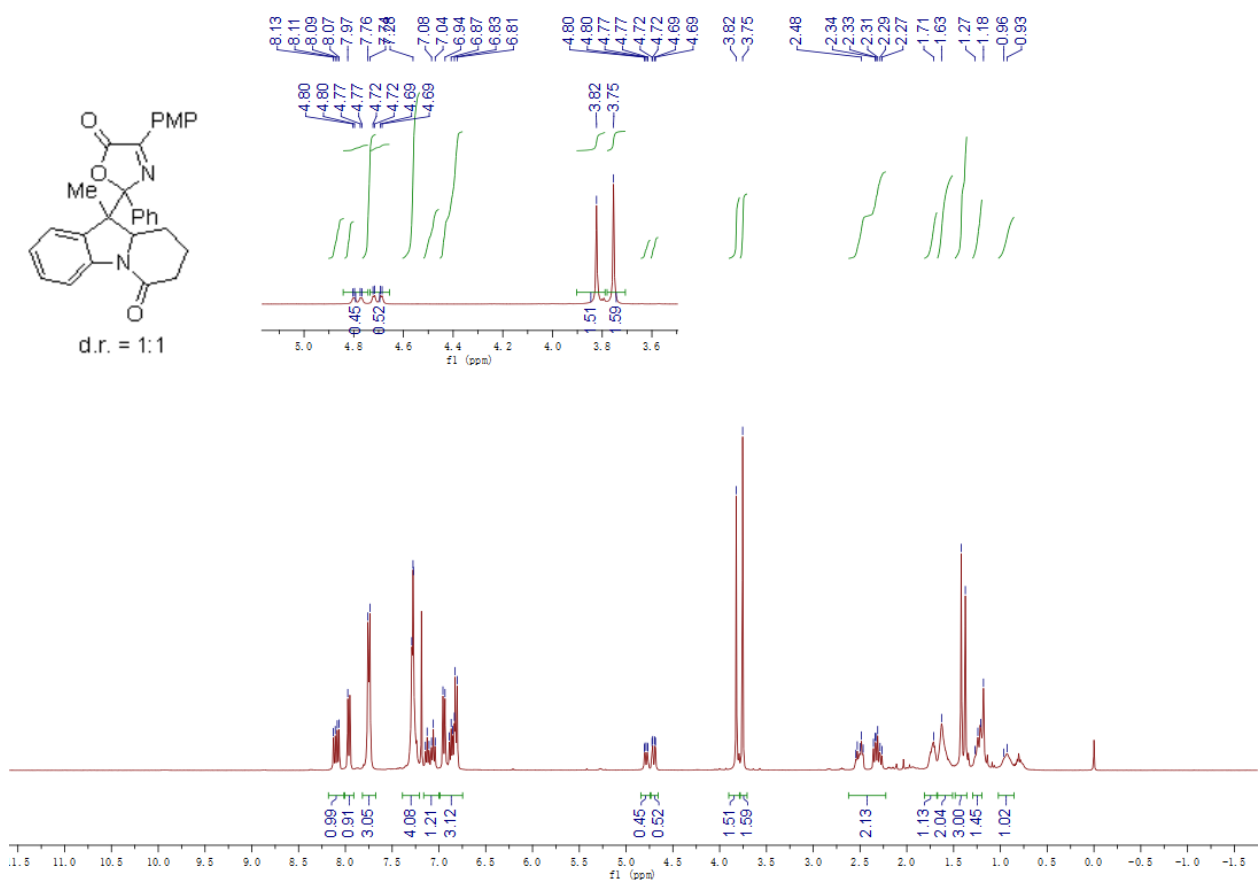 8.13 8.11 8.09 8.07 7.97 7.76 7.74 7.28 7.08 7.04 6.94 6.87 6.83 6.81 4.80 4.80 4.77 4.77 4.72 4.72 4.69 4.69 3.82 3.75 2.48 2.34 2.33 2.31 2.29 2.27 1.71 1.63 1.27 1.18 0.96 0.93
4.80 4.80 4.77 4.77 4.72 4.72 4.69 4.69 3.82 3.75
O PMP
O N
Me
Ph
N
O
d.r. = 1:1
0.45 0.52 1.51 1.59
5.0 4.8 4.6 4.4 4.2 4.0 3.8 3.6
f1 (ppm)
0.99 0.91 3.05 4.08 1.21 3.12 0.45 0.52 1.51 1.59 2.13 1.13 2.04 3.00 1.45 1.02
1.5 11.0 10.5 10.0 9.5 9.0 8.5 8.0 7.5 7.0 6.5 6.0 5.5 5.0 4.5 4.0 3.5 3.0 2.5 2.0 1.5 1.0 0.5 0.0 -0.5 -1.0 -1.5
f1 (ppm)